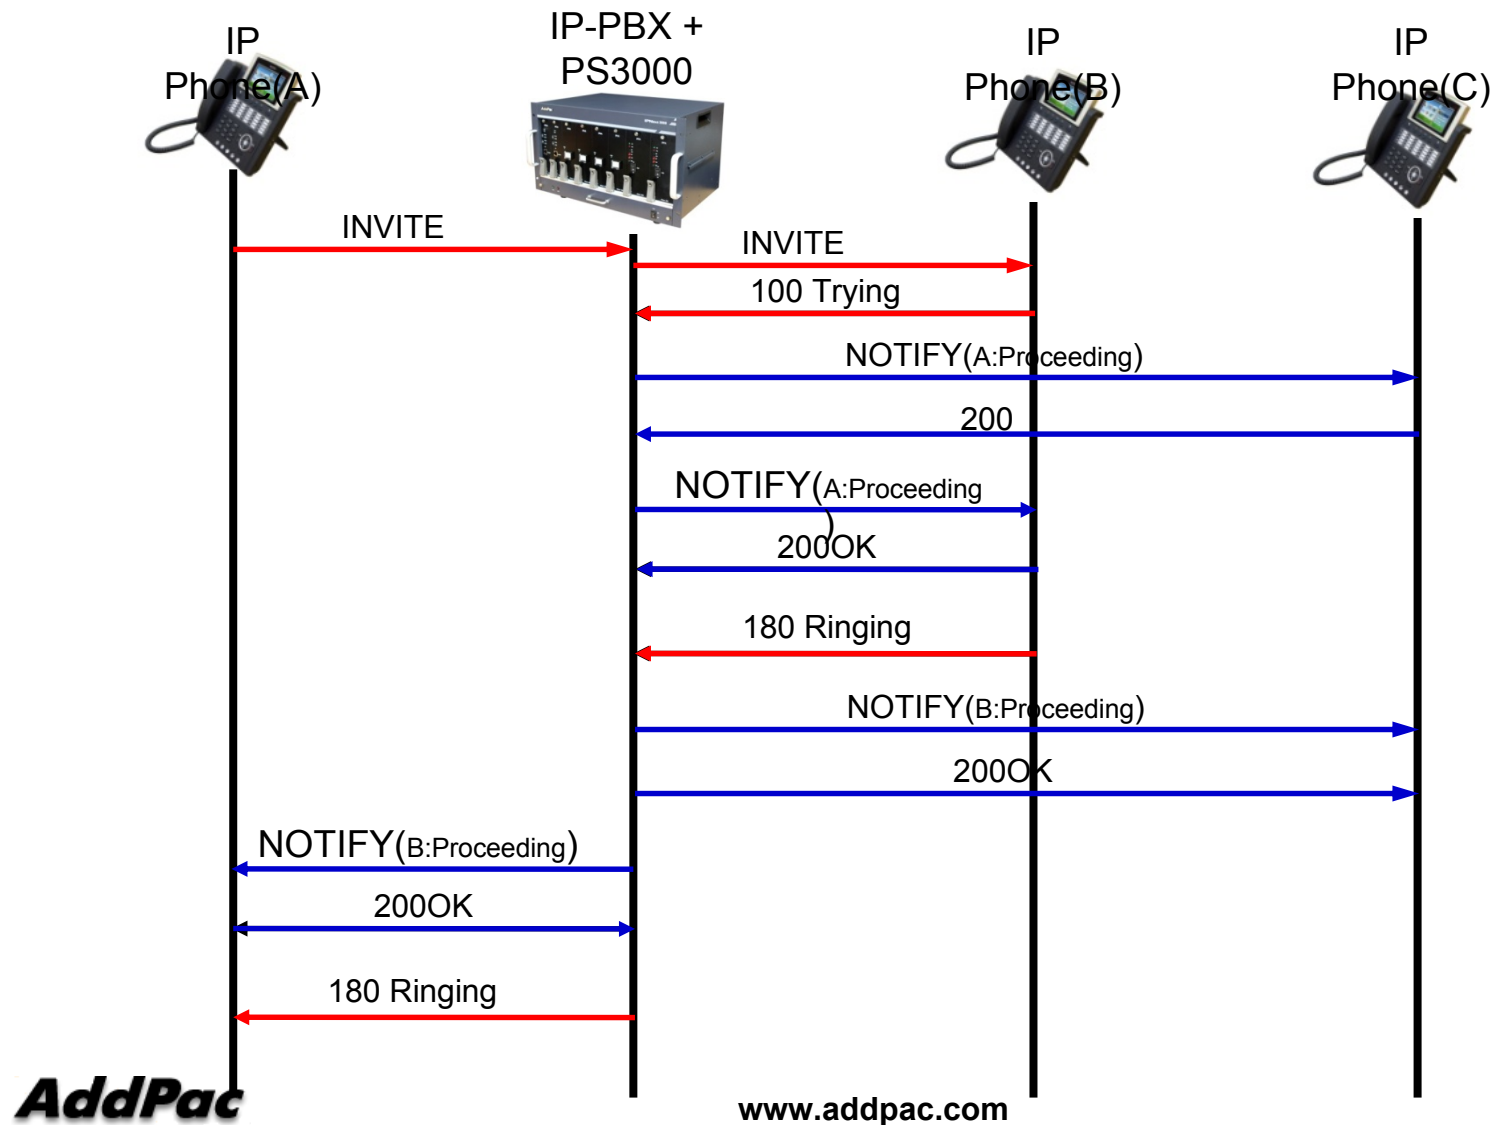 IP
Phone(A)
IP-PBX +
PS3000
IP
Phone(B)
IP
Phone(C)
INVITE
INVITE
100 Trying
NOTIFY(A:Proceeding)
200
NOTIFY(A:Proceeding
)
200OK
180 Ringing
NOTIFY(B:Proceeding)
200OK
NOTIFY(B:Proceeding)
200OK
180 Ringing
AddPac
www.addpac.com